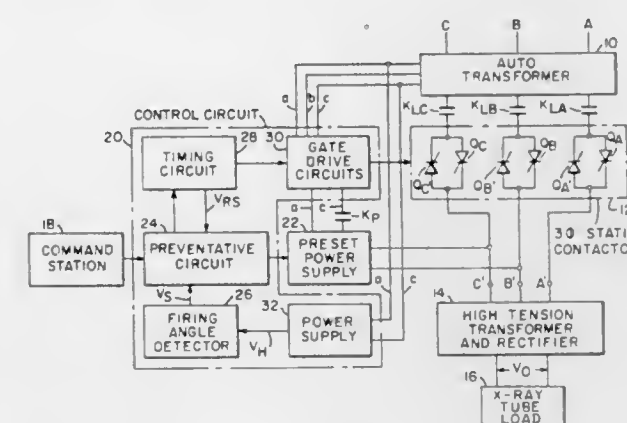 C B A
10
AUTO
TRANSFORMER
a b c
KLC KLB KLA
CONTROL CIRCUIT
20
28
30
TIMING
CIRCUIT
GATE
DRIVE
CIRCUITS
QC QB QA
QC' QB' QA'
12
VRS
a c
KP
30 STATI
CONTACTO
18
24
22
COMMAND
STATION
PREVENTATIVE
CIRCUIT
PRESET
POWER
SUPPLY
a c
VS
26
32
C' B' A'
14
FIRING
ANGLE
DETECTOR
VH
POWER
SUPPLY
HIGH TENSION
TRANSFORMER
AND RECTIFIER
VO
16
X-RAY
TUBE
LOAD